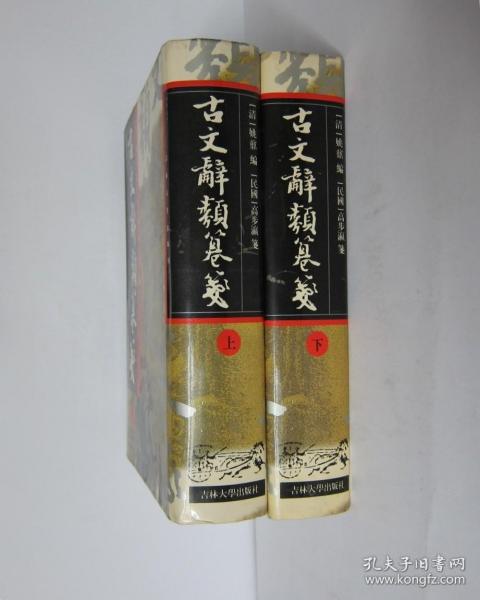 古文辭類纂箋
[清]姚鼐 編 [民國]高步瀛 箋
上
吉林大學出版社
古文辭類纂箋
[清]姚鼐 編 [民國]高步瀛 箋
下
吉林大學出版社
孔夫子旧书网
www.kongfz.com